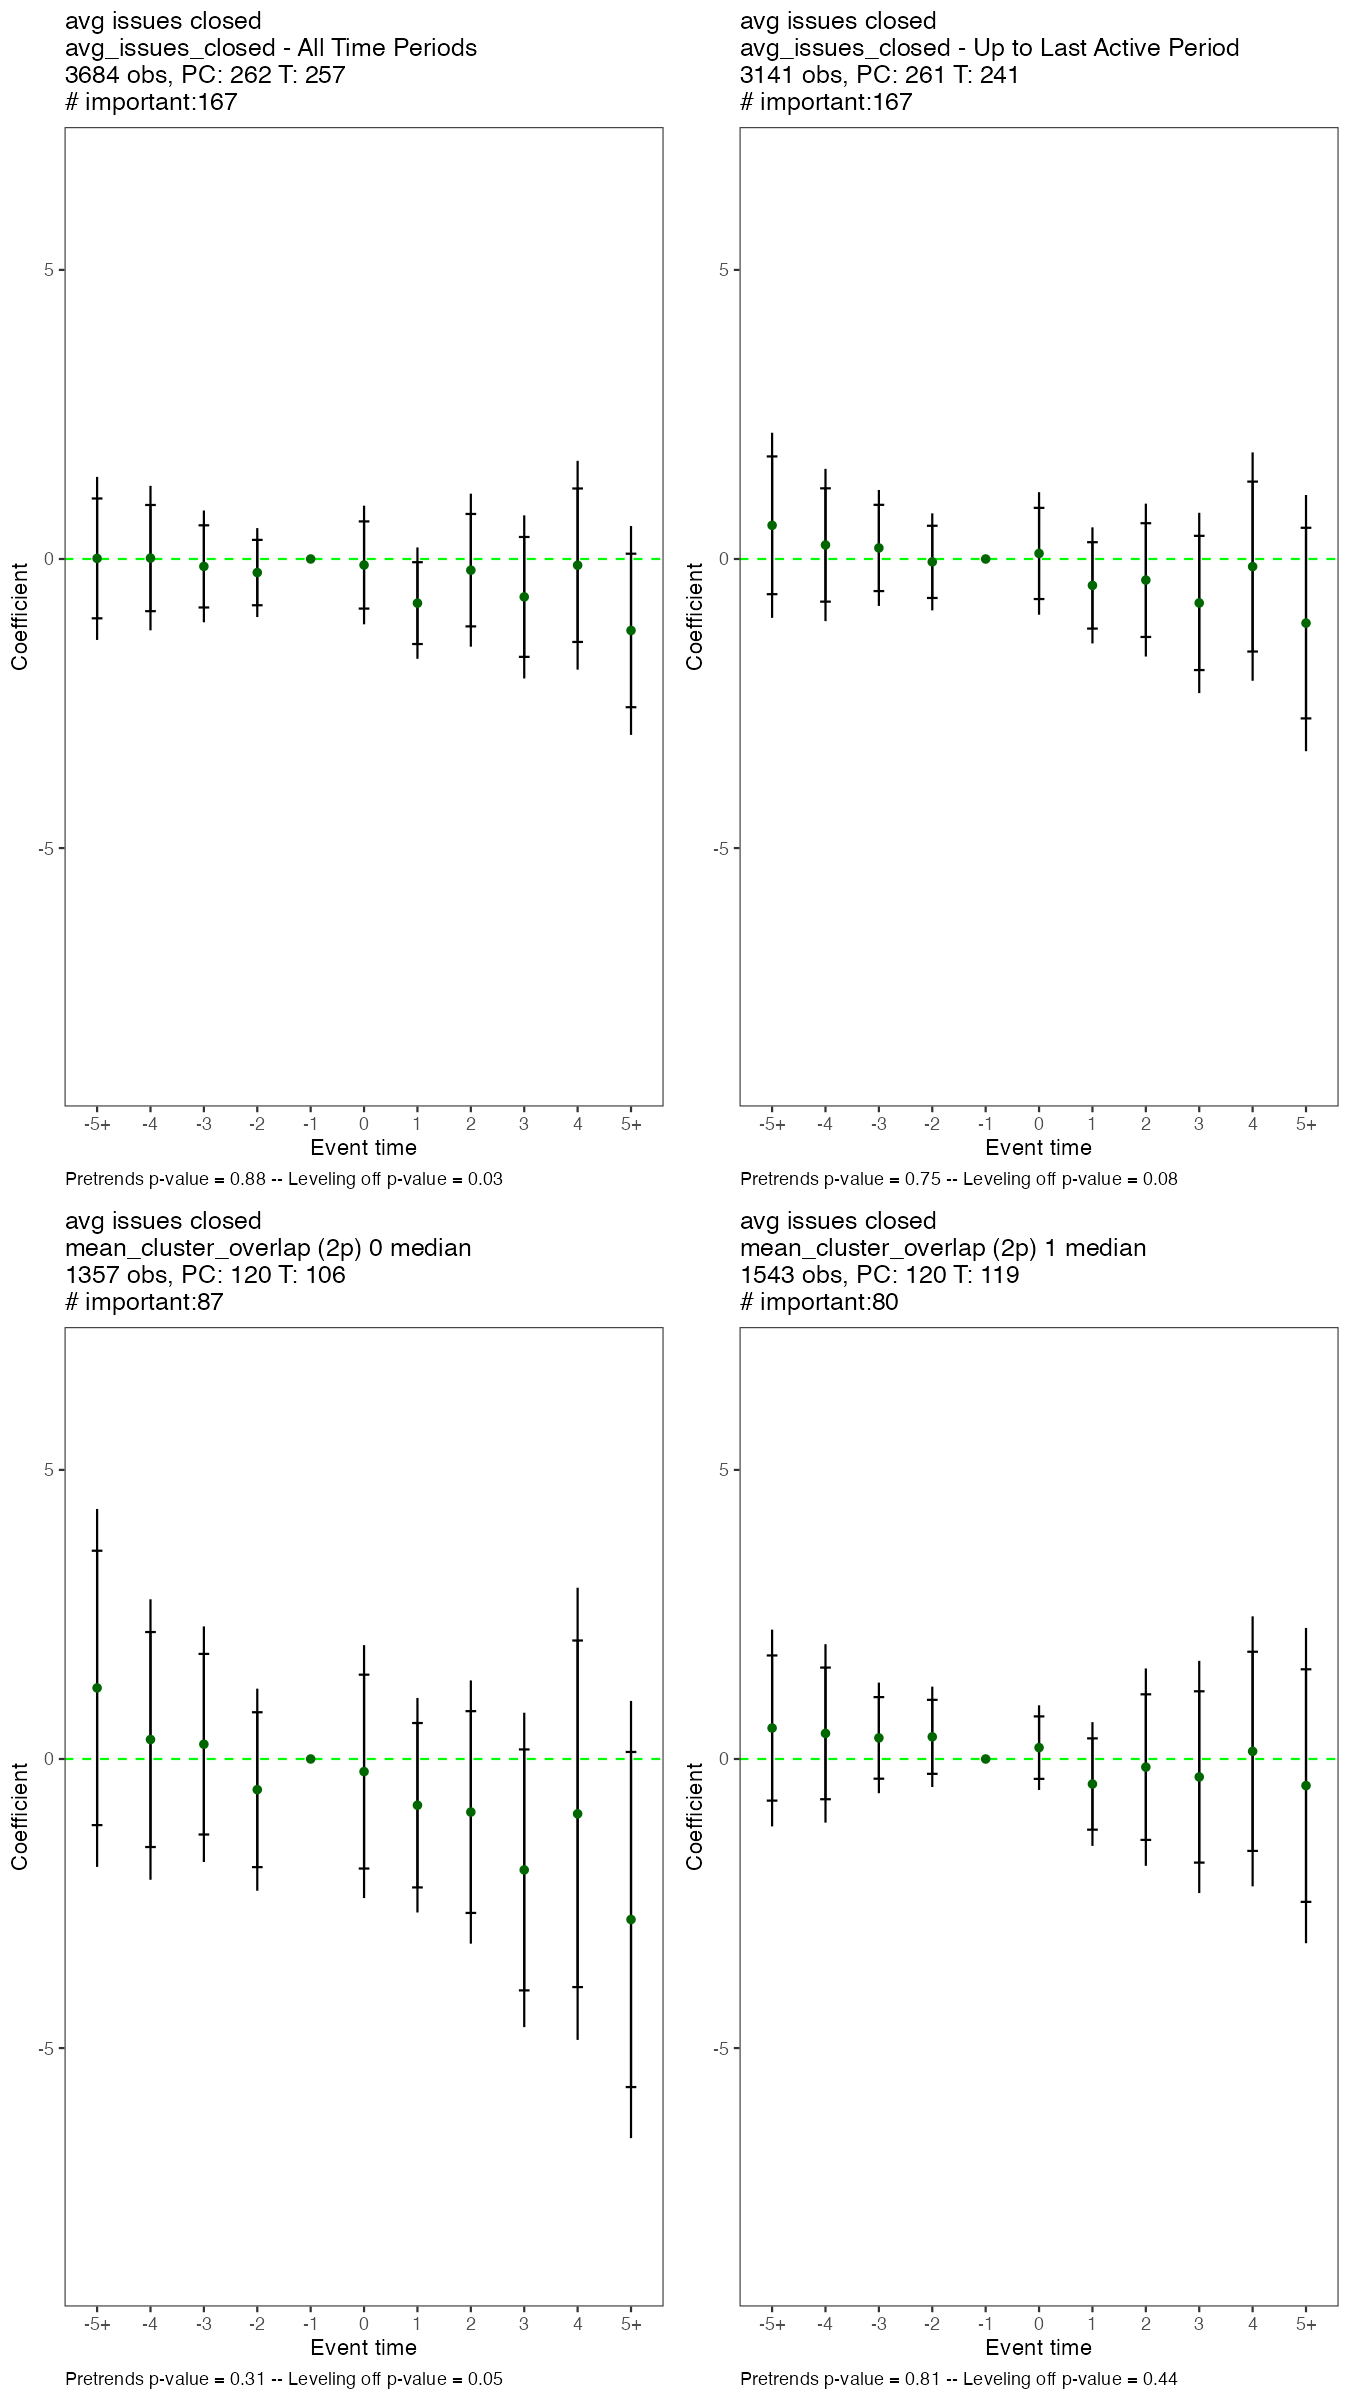 avg issues closed
avg_issues_closed - All Time Periods
3684 obs, PC: 262 T: 257
# important:167
5
0
-5
Coefficient
-5+ -4 -3 -2 -1 0 1 2 3 4 5+
Event time
Pretrends p-value = 0.88 -- Leveling off p-value = 0.03
avg issues closed
avg_issues_closed - Up to Last Active Period
3141 obs, PC: 261 T: 241
# important:167
5
0
-5
Coefficient
-5+ -4 -3 -2 -1 0 1 2 3 4 5+
Event time
Pretrends p-value = 0.75 -- Leveling off p-value = 0.08
avg issues closed
mean_cluster_overlap (2p) 0 median
1357 obs, PC: 120 T: 106
# important:87
5
0
-5
Coefficient
-5+ -4 -3 -2 -1 0 1 2 3 4 5+
Event time
Pretrends p-value = 0.31 -- Leveling off p-value = 0.05
avg issues closed
mean_cluster_overlap (2p) 1 median
1543 obs, PC: 120 T: 119
# important:80
5
0
-5
Coefficient
-5+ -4 -3 -2 -1 0 1 2 3 4 5+
Event time
Pretrends p-value = 0.81 -- Leveling off p-value = 0.44